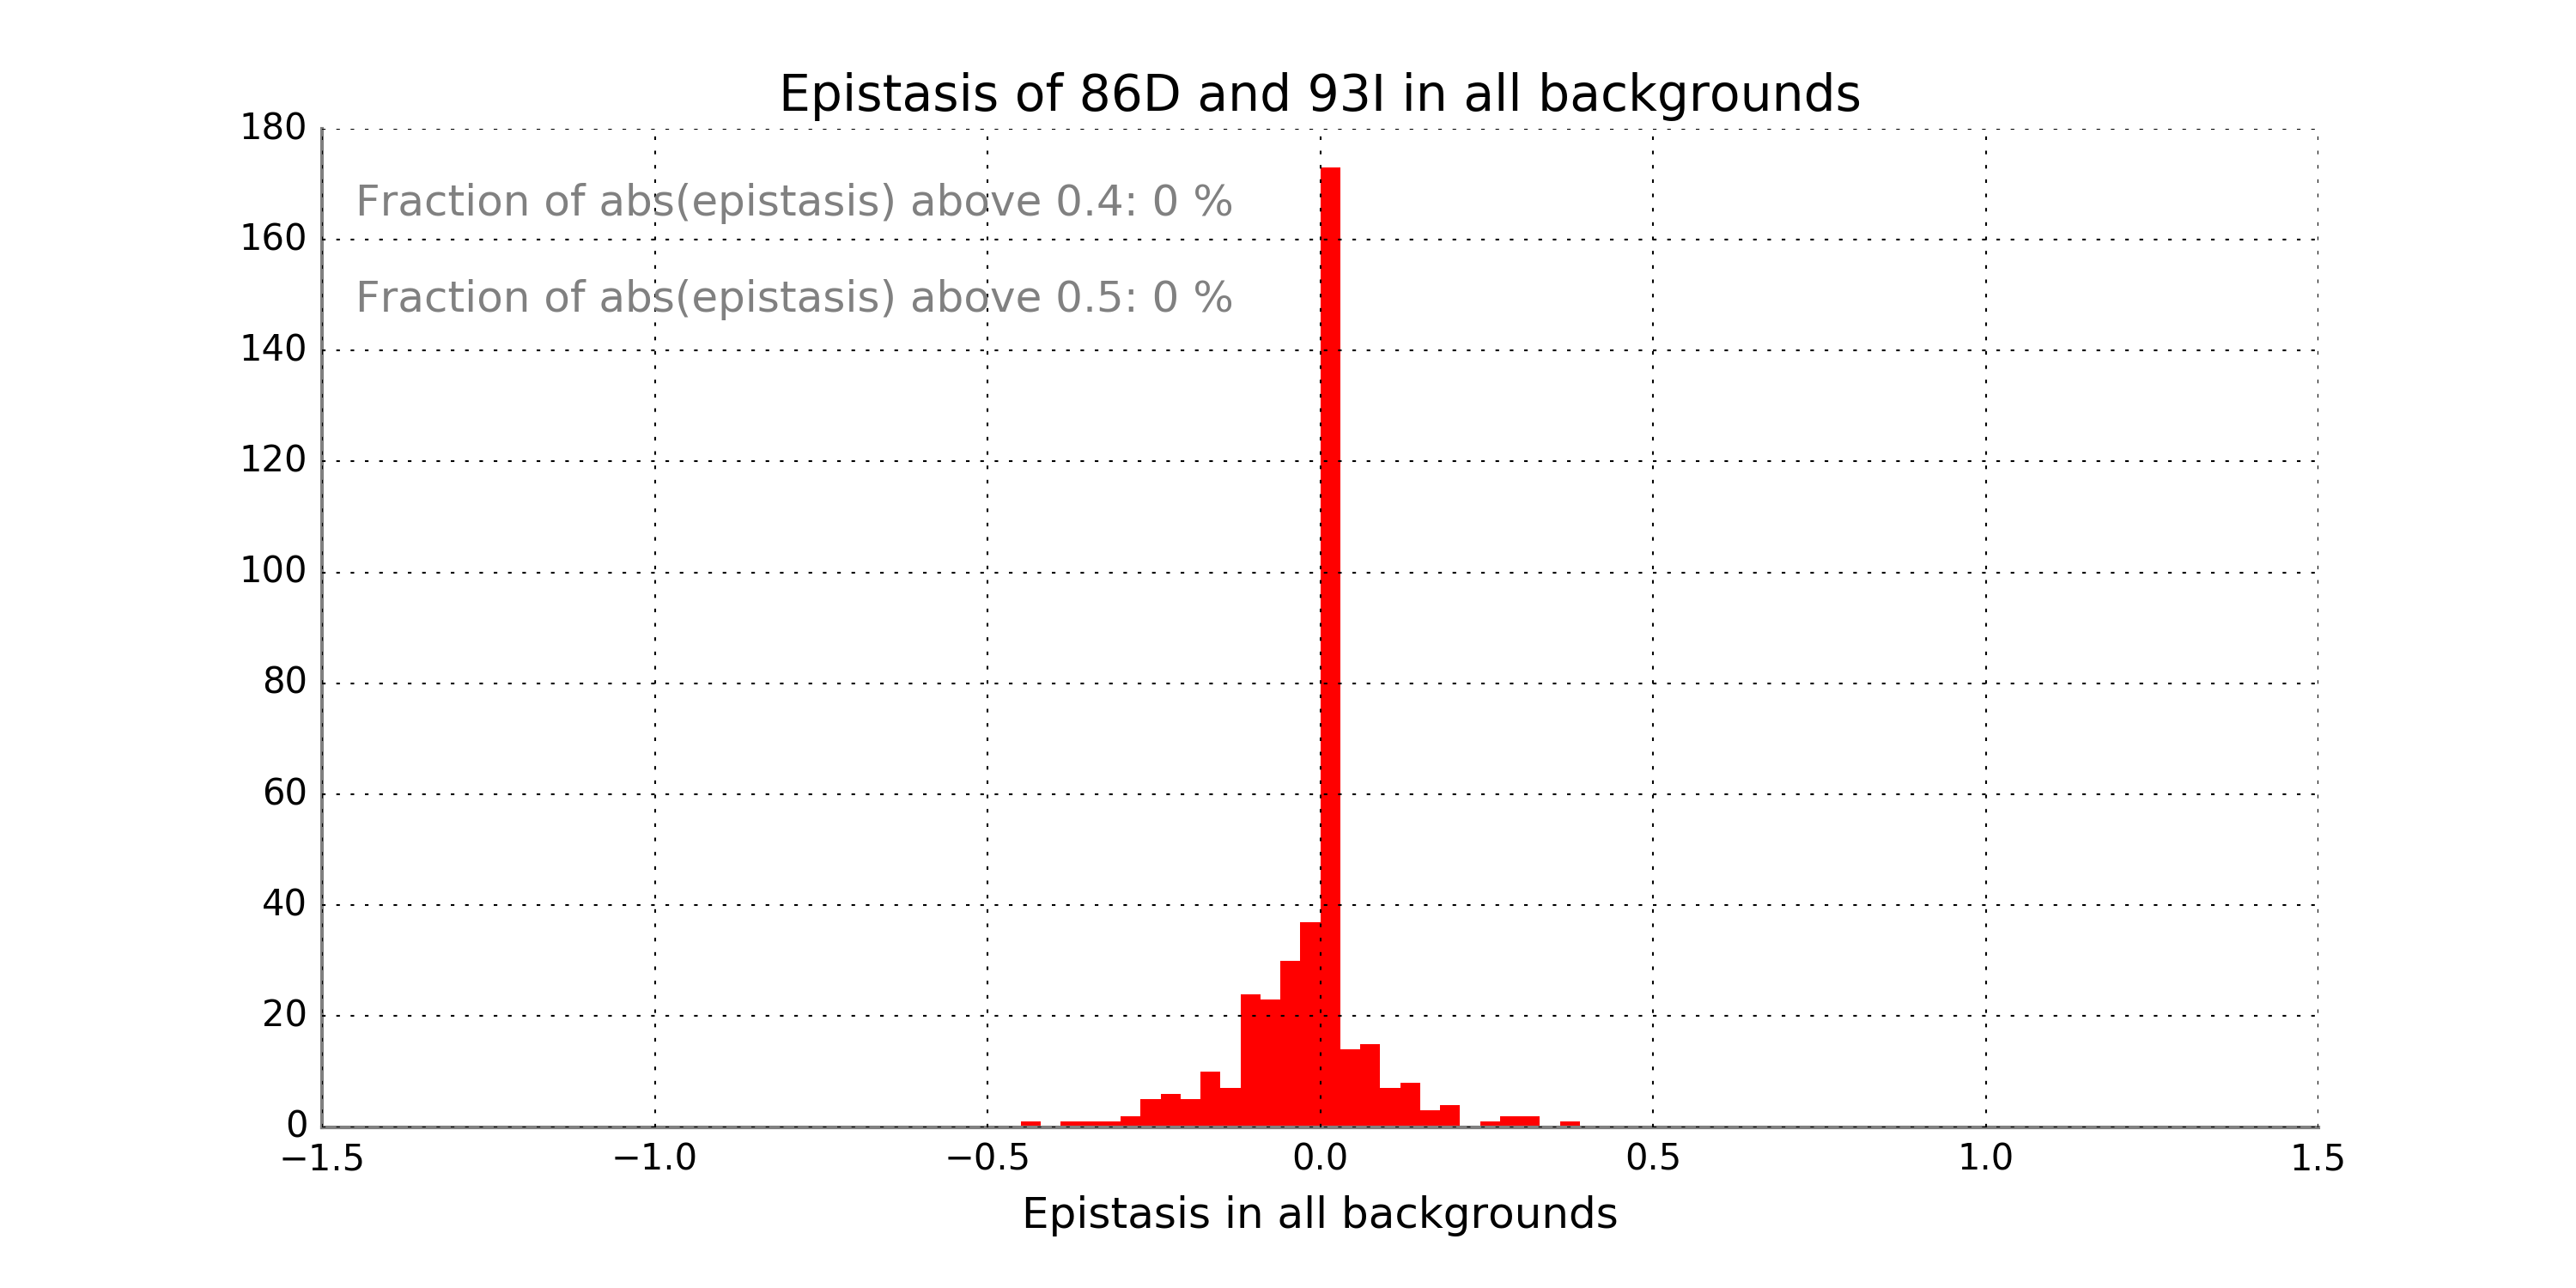 Epistasis of 86D and 93I in all backgrounds
180
Fraction of abs(epistasis) above 0.4: 0 %
160
Fraction of abs(epistasis) above 0.5: 0 %
140
120
100
80
60
40
20
0
−1.5 −1.0 −0.5 0.0 0.5 1.0 1.5
Epistasis in all backgrounds